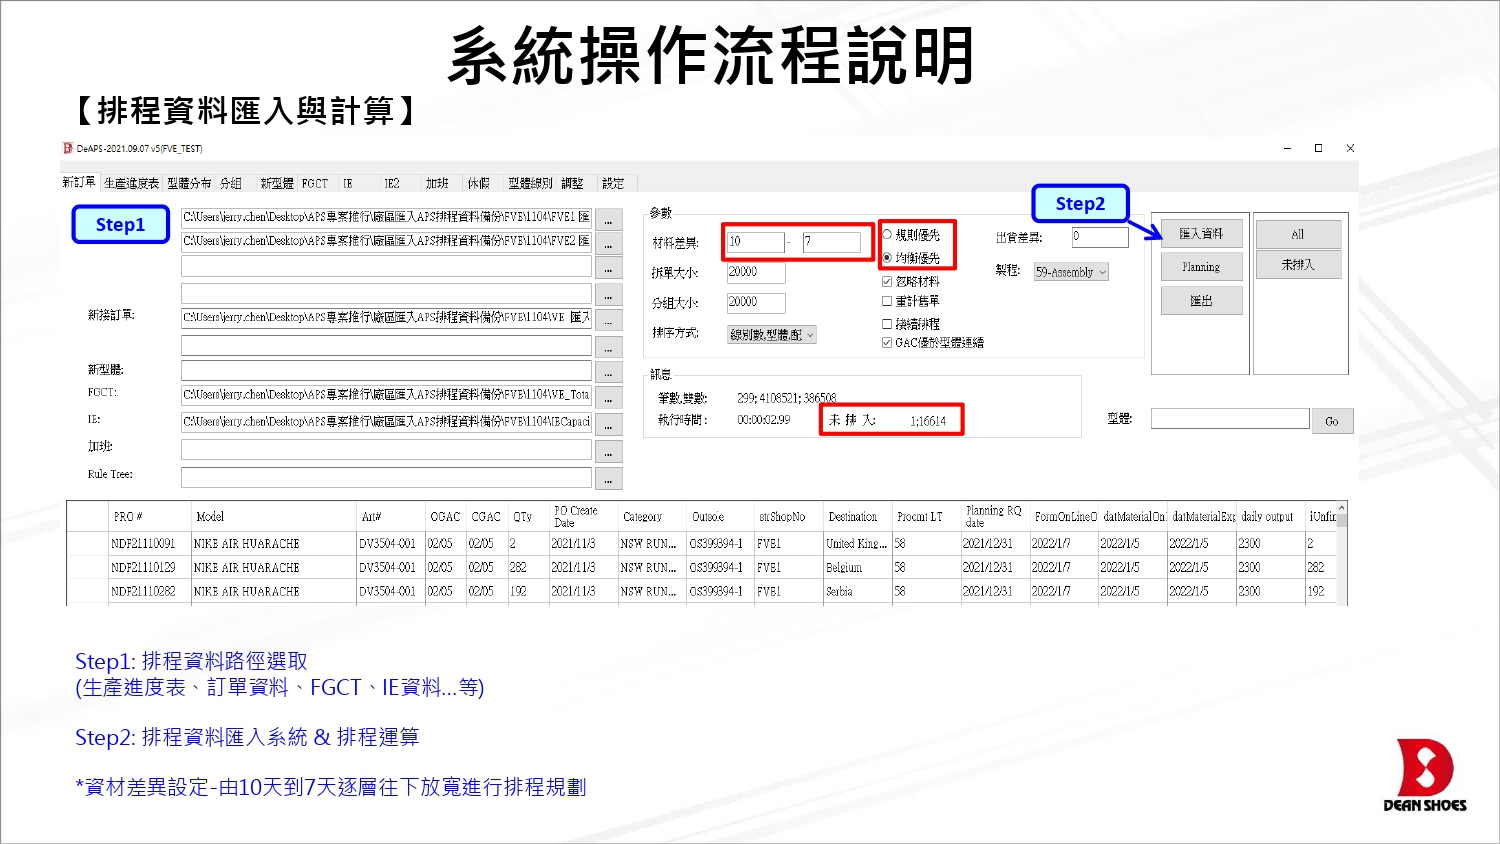 系統操作流程說明
【排程資料匯入與計算】
DeAPS-2021.09.07 v5(FVE_TEST)
新訂單 生產進度表 型體分布 分組 新型體 FGCT IE IE2 加班 休假 型體線別 調整 設定
Step1
Step2
C:\Users\jerry.chen\Desktop\APS專案推行\廠區匯入APS排程資料備份\FVE\1104\FVE1 匯
...
C:\Users\jerry.chen\Desktop\APS專案推行\廠區匯入APS排程資料備份\FVE\1104\FVE2 匯
...
...
...
新接訂單:
C:\Users\jerry.chen\Desktop\APS專案推行\廠區匯入APS排程資料備份\FVE\1104\VE 匯入
...
...
新型體:
...
FGCT:
C:\Users\jerry.chen\Desktop\APS專案推行\廠區匯入APS排程資料備份\FVE\1104\VE_Tota
...
IE:
C:\Users\jerry.chen\Desktop\APS專案推行\廠區匯入APS排程資料備份\FVE\1104\IECapaci
...
加班:
...
Rule Tree:
...
參數
材料差異: 10 - 7
拆單大小: 20000
分組大小: 20000
排序方式: 線別數,型體,配
規則優先
均衡優先
忽略材料
重計舊單
接續排程
GAC優於型體連續
出貨差異: 0
製程: 59-Assembly
匯入資料
Planning
匯出
All
未排入
訊息
筆數,雙數: 299; 4108521; 386508
執行時間: 00:00:02.99
未 排 入: 1;16614
型體:
Go
PRO # Model Art# OGAC CGAC QTy PO Create Date Category Outsole strShopNo Destination Procmt LT Planning RQ date FormOnLineO datMaterialOn datMaterialExp daily output iUnfin
NDF21110091 NIKE AIR HUARACHE DV3504-001 02/05 02/05 2 2021/11/3 NSW RUN... OS399394-1 FVE1 United King... 58 2021/12/31 2022/1/7 2022/1/5 2022/1/5 2300 2
NDF21110129 NIKE AIR HUARACHE DV3504-001 02/05 02/05 282 2021/11/3 NSW RUN... OS399394-1 FVE1 Belgium 58 2021/12/31 2022/1/7 2022/1/5 2022/1/5 2300 282
NDF21110282 NIKE AIR HUARACHE DV3504-001 02/05 02/05 192 2021/11/3 NSW RUN... OS399394-1 FVE1 Serbia 58 2021/12/31 2022/1/7 2022/1/5 2022/1/5 2300 192
Step1: 排程資料路徑選取
(生產進度表、訂單資料、FGCT、IE資料...等)
Step2: 排程資料匯入系統 & 排程運算
*資材差異設定-由10天到7天逐層往下放寬進行排程規劃
DEAN SHOES